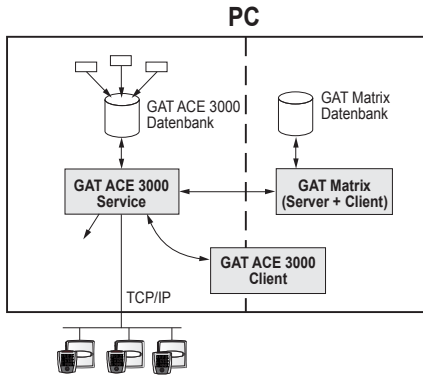 PC
GAT ACE 3000
Datenbank
GAT Matrix
Datenbank
GAT ACE 3000
Service
GAT Matrix
(Server + Client)
GAT ACE 3000
Client
TCP/IP